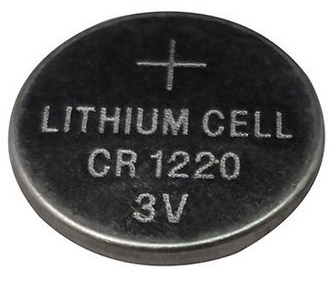 +
LITHIUM CELL
CR 1220
3V